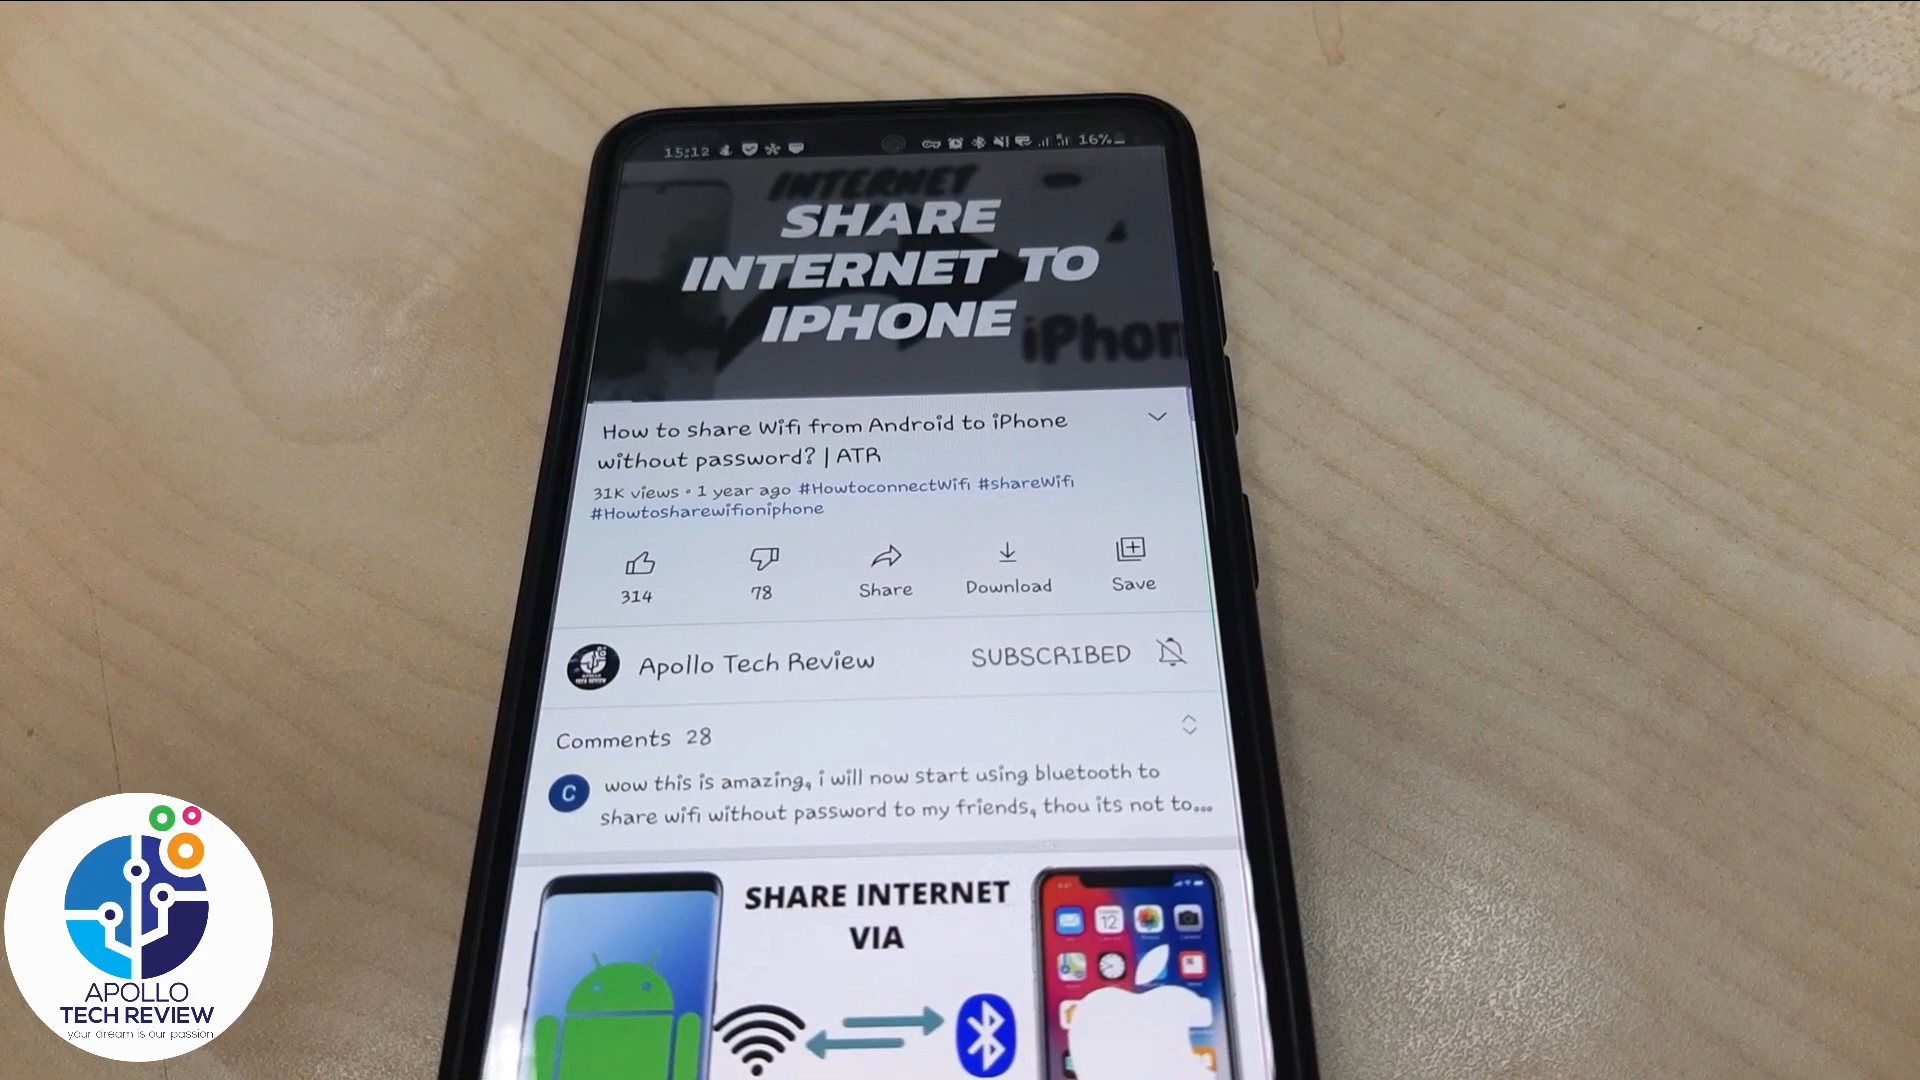 15:12
16%
INTERNET
SHARE
INTERNET TO
IPHONE
iPhon
How to share Wifi from Android to iPhone
without password? | ATR
31K views • 1 year ago #HowtoconnectWifi #shareWifi
#Howtosharewifioniphone
314
78
Share
Download
Save
Apollo Tech Review
SUBSCRIBED
Comments 28
C
wow this is amazing, i will now start using bluetooth to
share wifi without password to my friends, thou its not to...
SHARE INTERNET
VIA
12
APOLLO
TECH REVIEW
your dream is our passion